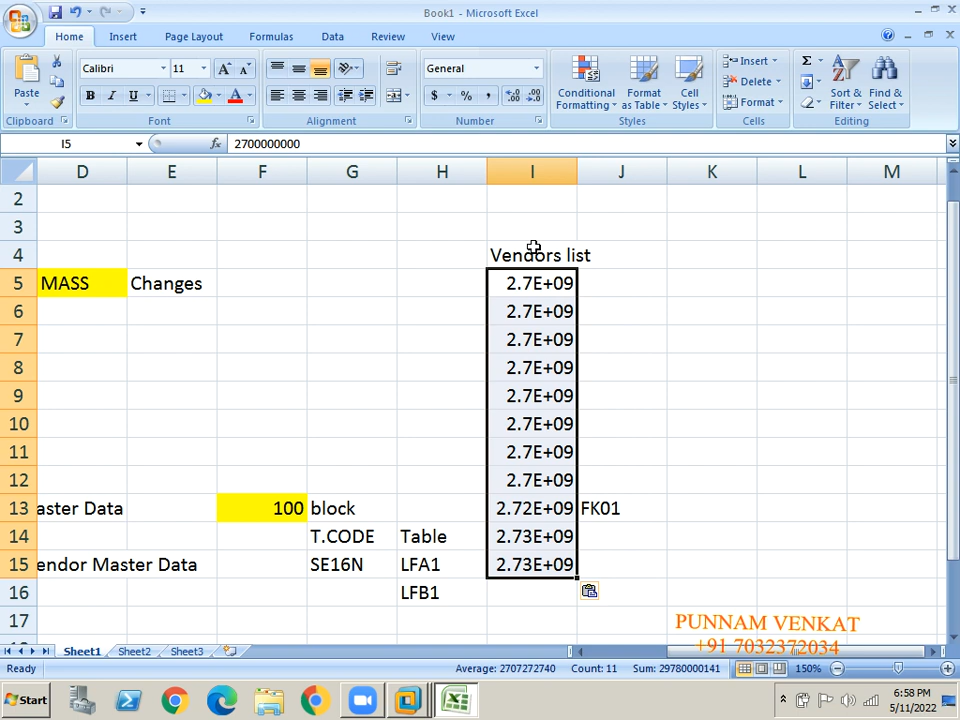 Book1 - Microsoft Excel
Home Insert Page Layout Formulas Data Review View
Paste
Calibri 11 A A General Conditional Formatting Format as Table Cell Styles Insert Delete Format Σ Sort & Filter Find & Select
B I U A $ % ,
Clipboard Font Alignment Number Styles Cells Editing
I5 fx 2700000000
D E F G H I J K L M
2
3
4 Vendors list
5 MASS Changes 2.7E+09
6 2.7E+09
7 2.7E+09
8 2.7E+09
9 2.7E+09
10 2.7E+09
11 2.7E+09
12 2.7E+09
13 aster Data 100 block 2.72E+09 FK01
14 T.CODE Table 2.73E+09
15 endor Master Data SE16N LFA1 2.73E+09
16 LFB1
17
PUNNAM VENKAT
+91 7032372034
Sheet1 Sheet2 Sheet3
Ready Average: 2707272740 Count: 11 Sum: 29780000141 150%
Start 6:58 PM
5/11/2022